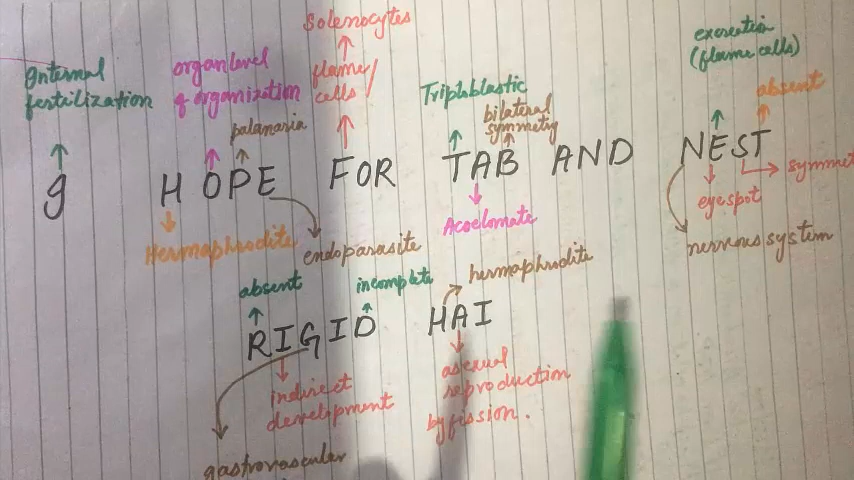 Solenocytes
excretion
(flame cells)
Internal
fertilization
organ level
of organization
flame/
cells
Triploblastic
bilateral
symmetry
absent
palanaria
g HOPE FOR TAB AND NEST
Hermaphrodite
endoparasite
Acoelomate
eyespot
symmet
nervous system
absent
incomplete
hermaphrodite
RIGID HAI
indirect
development
asexual
reproduction
by fission.
gastrovascular